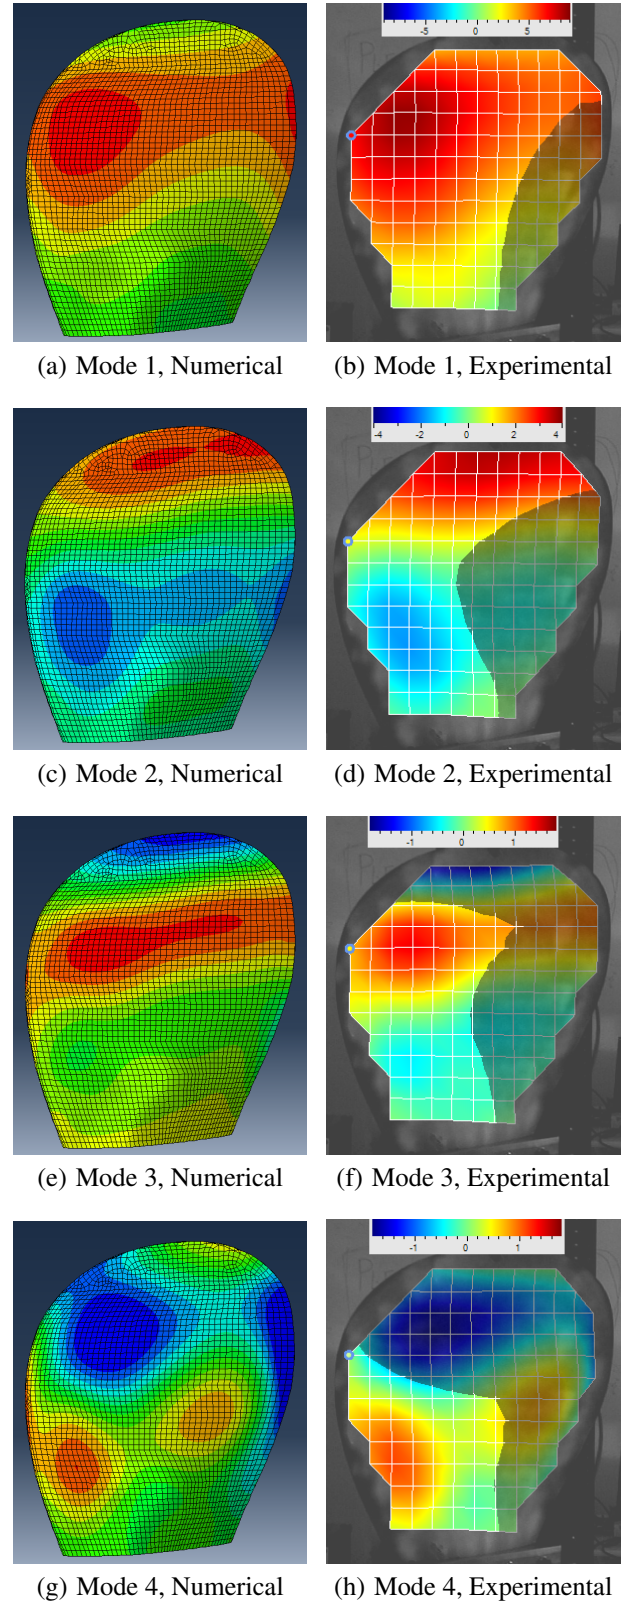 -5 0 5
(a) Mode 1, Numerical (b) Mode 1, Experimental
-4 -2 0 2 4
(c) Mode 2, Numerical (d) Mode 2, Experimental
-1 0 1
(e) Mode 3, Numerical (f) Mode 3, Experimental
-1 0 1
(g) Mode 4, Numerical (h) Mode 4, Experimental